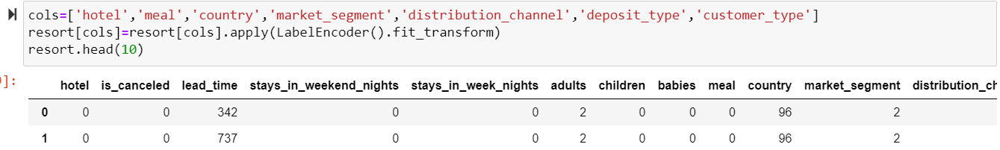 cols=['hotel','meal','country','market_segment','distribution_channel','deposit_type','customer_type']
resort[cols]=resort[cols].apply(LabelEncoder().fit_transform)
resort.head(10)
]:
hotel is_canceled lead_time stays_in_weekend_nights stays_in_week_nights adults children babies meal country market_segment distribution_ch
0 0 0 342 0 0 2 0 0 0 96 2
1 0 0 737 0 0 2 0 0 0 96 2